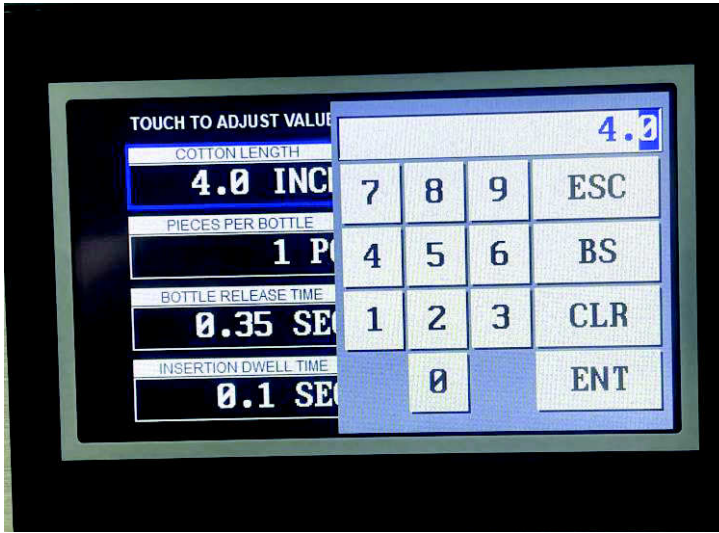 TOUCH TO ADJUST VALUE
COTTON LENGTH
4.0 INC
PIECES PER BOTTLE
1 P
BOTTLE RELEASE TIME
0.35 SE
INSERTION DWELL TIME
0.1 SE
4.0
7 8 9 ESC
4 5 6 BS
1 2 3 CLR
0 ENT